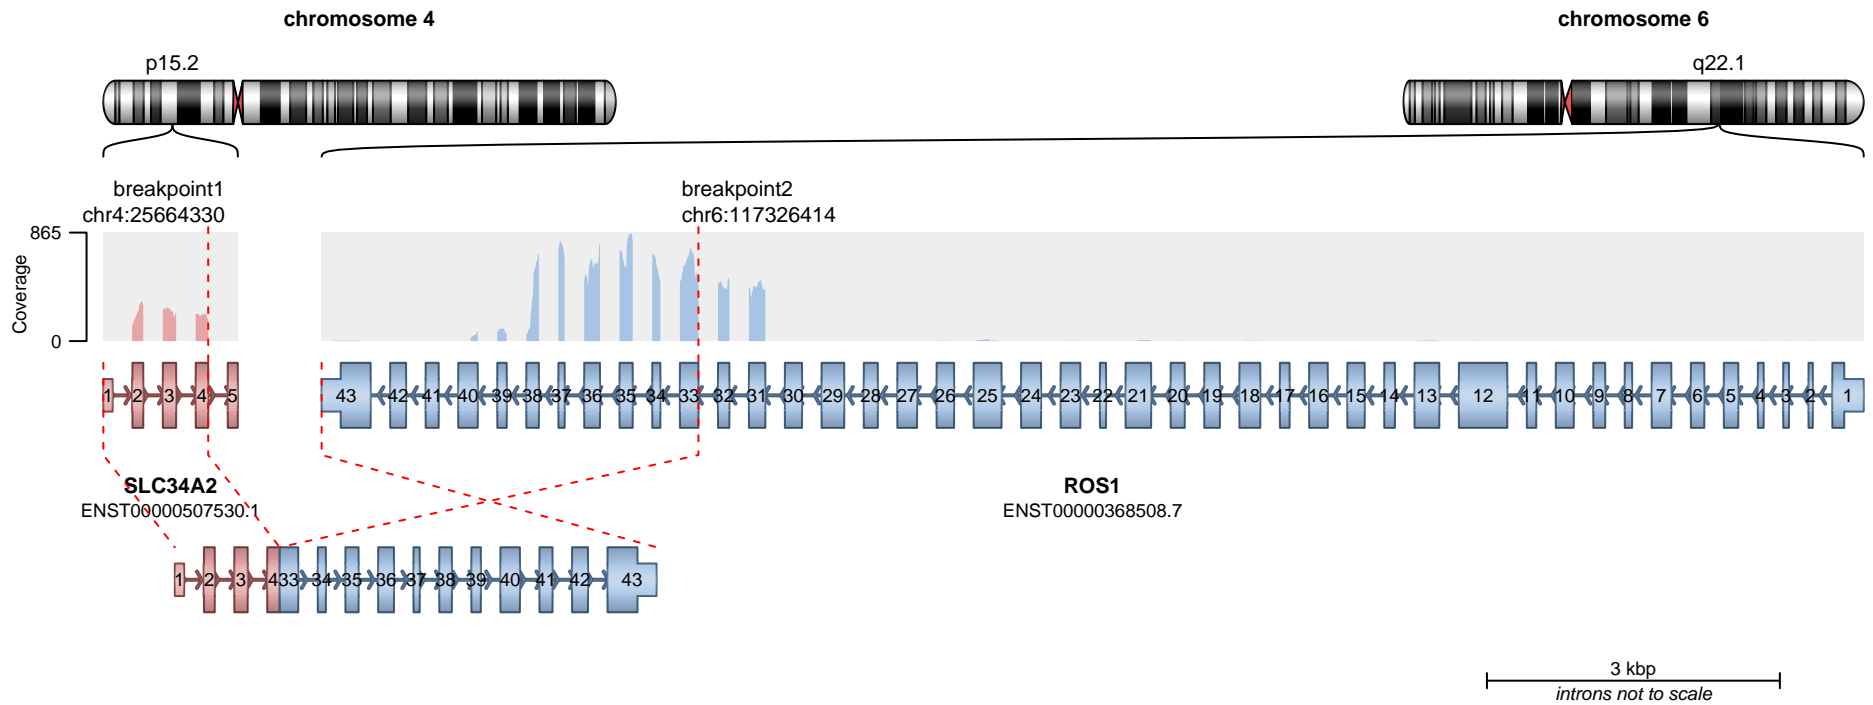 chromosome 4
chromosome 6
p15.2
q22.1
breakpoint1
chr4:25664330
breakpoint2
chr6:117326414
865
Coverage
0
1 2 3 4 5
43 42 41 40 39 38 37 36 35 34 33 32 31 30 29 28 27 26 25 24 23 22 21 20 19 18 17 16 15 14 13 12 11 10 9 8 7 6 5 4 3 2 1
SLC34A2
ENST00000507530.1
ROS1
ENST00000368508.7
1 2 3 4 33 34 35 36 37 38 39 40 41 42 43
3 kbp
introns not to scale